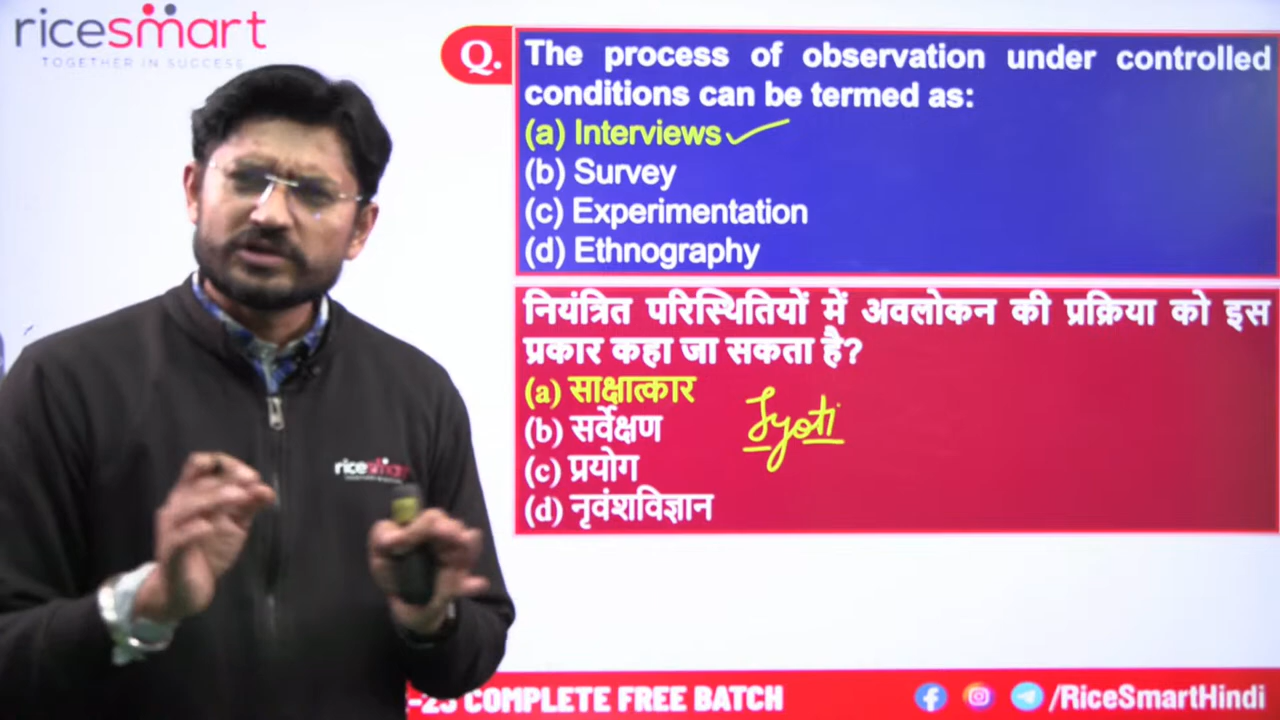 ricesmart
TOGETHER IN SUCCESS
Q. The process of observation under controlled
conditions can be termed as:
(a) Interviews
(b) Survey
(c) Experimentation
(d) Ethnography
नियंत्रित परिस्थितियों में अवलोकन की प्रक्रिया को इस
प्रकार कहा जा सकता है?
(a) साक्षात्कार
(b) सर्वेक्षण
(c) प्रयोग
(d) नृवंशविज्ञान
Jyoti
ricesmart
COMPLETE FREE BATCH
/RiceSmartHindi